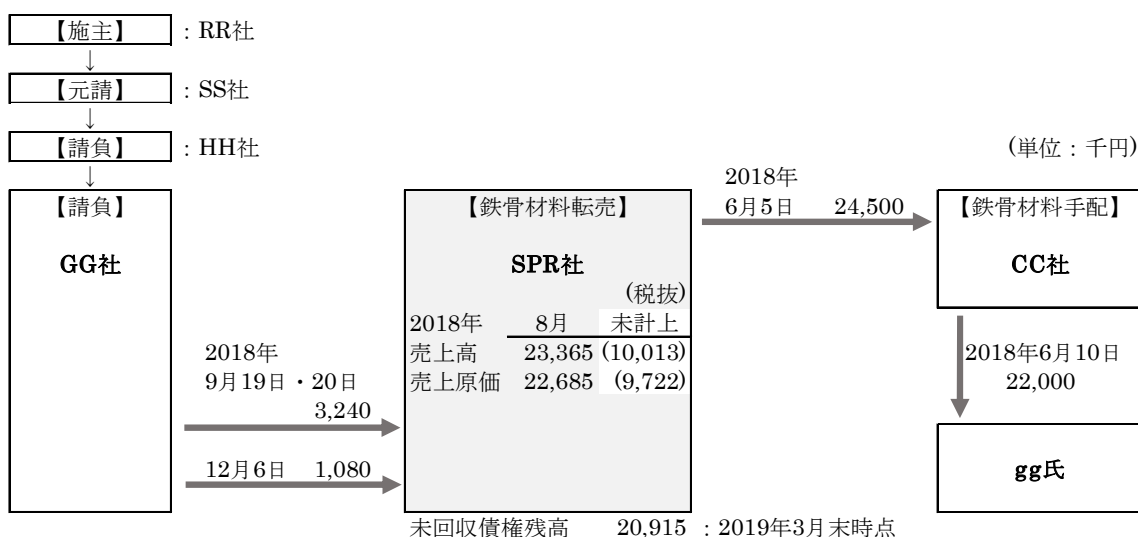 【施主】 : RR社
↓
【元請】 : SS社
↓
【請負】 : HH社
(単位：千円)
↓
【請負】
GG社
【鉄骨材料転売】
SPR社
(税抜)
2018年 8月 未計上
売上高 23,365 (10,013)
売上原価 22,685 (9,722)
2018年
6月5日 24,500
【鉄骨材料手配】
CC社
2018年
9月19日・20日
3,240
12月6日 1,080
2018年6月10日
22,000
gg氏
未回収債権残高 20,915 : 2019年3月末時点